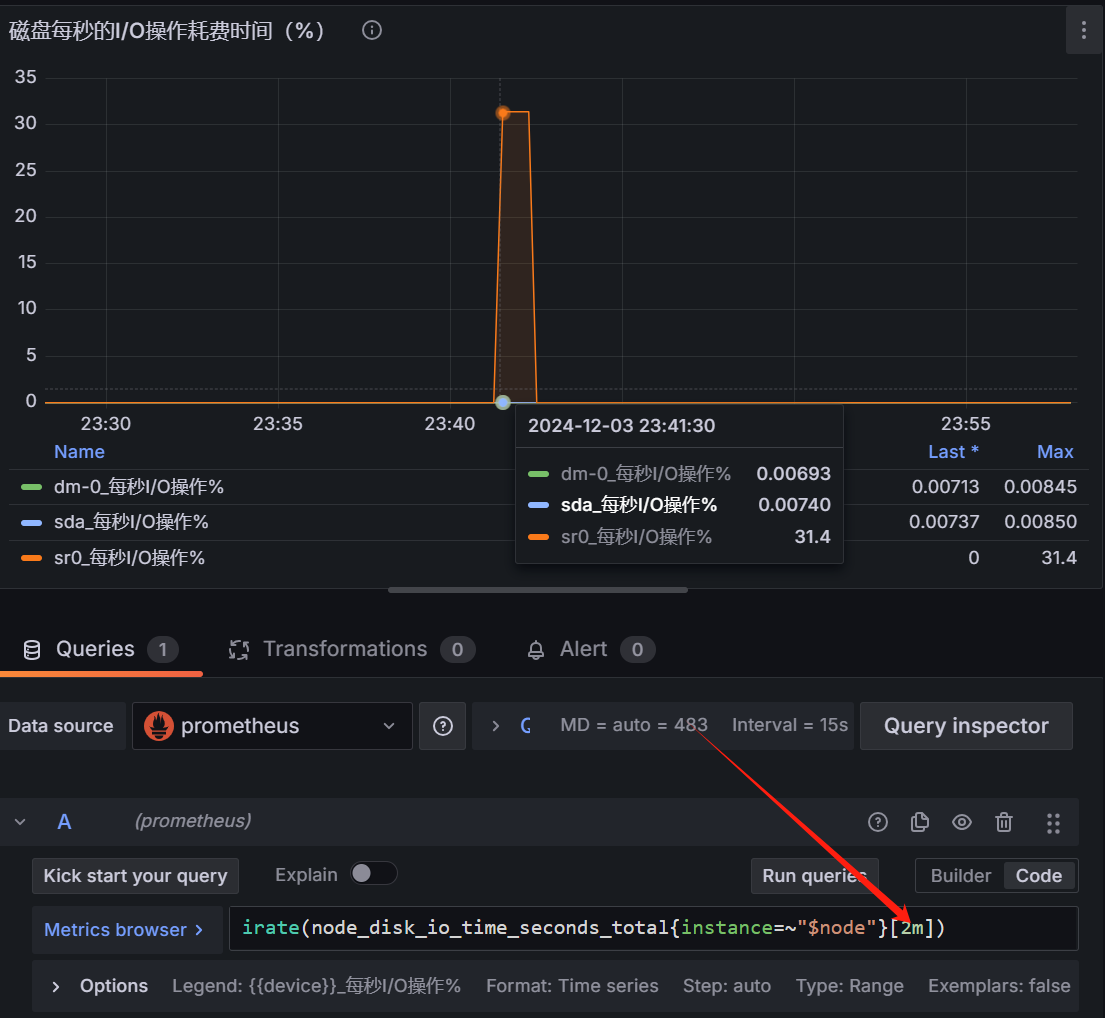 磁盘每秒的I/O操作耗费时间（%）
35
30
25
20
15
10
5
0
23:30
23:35
23:40
23:55
2024-12-03 23:41:30
dm-0_每秒I/O操作% 0.00693
sda_每秒I/O操作% 0.00740
sr0_每秒I/O操作% 31.4
Name Last * Max
dm-0_每秒I/O操作% 0.00713 0.00845
sda_每秒I/O操作% 0.00737 0.00850
sr0_每秒I/O操作% 0 31.4
Queries 1 Transformations 0 Alert 0
Data source prometheus MD = auto = 483 Interval = 15s Query inspector
A (prometheus)
Kick start your query Explain Run queries Builder Code
Metrics browser > irate(node_disk_io_time_seconds_total{instance=~"$node"}[2m])
Options Legend: {{device}}_每秒I/O操作% Format: Time series Step: auto Type: Range Exemplars: false